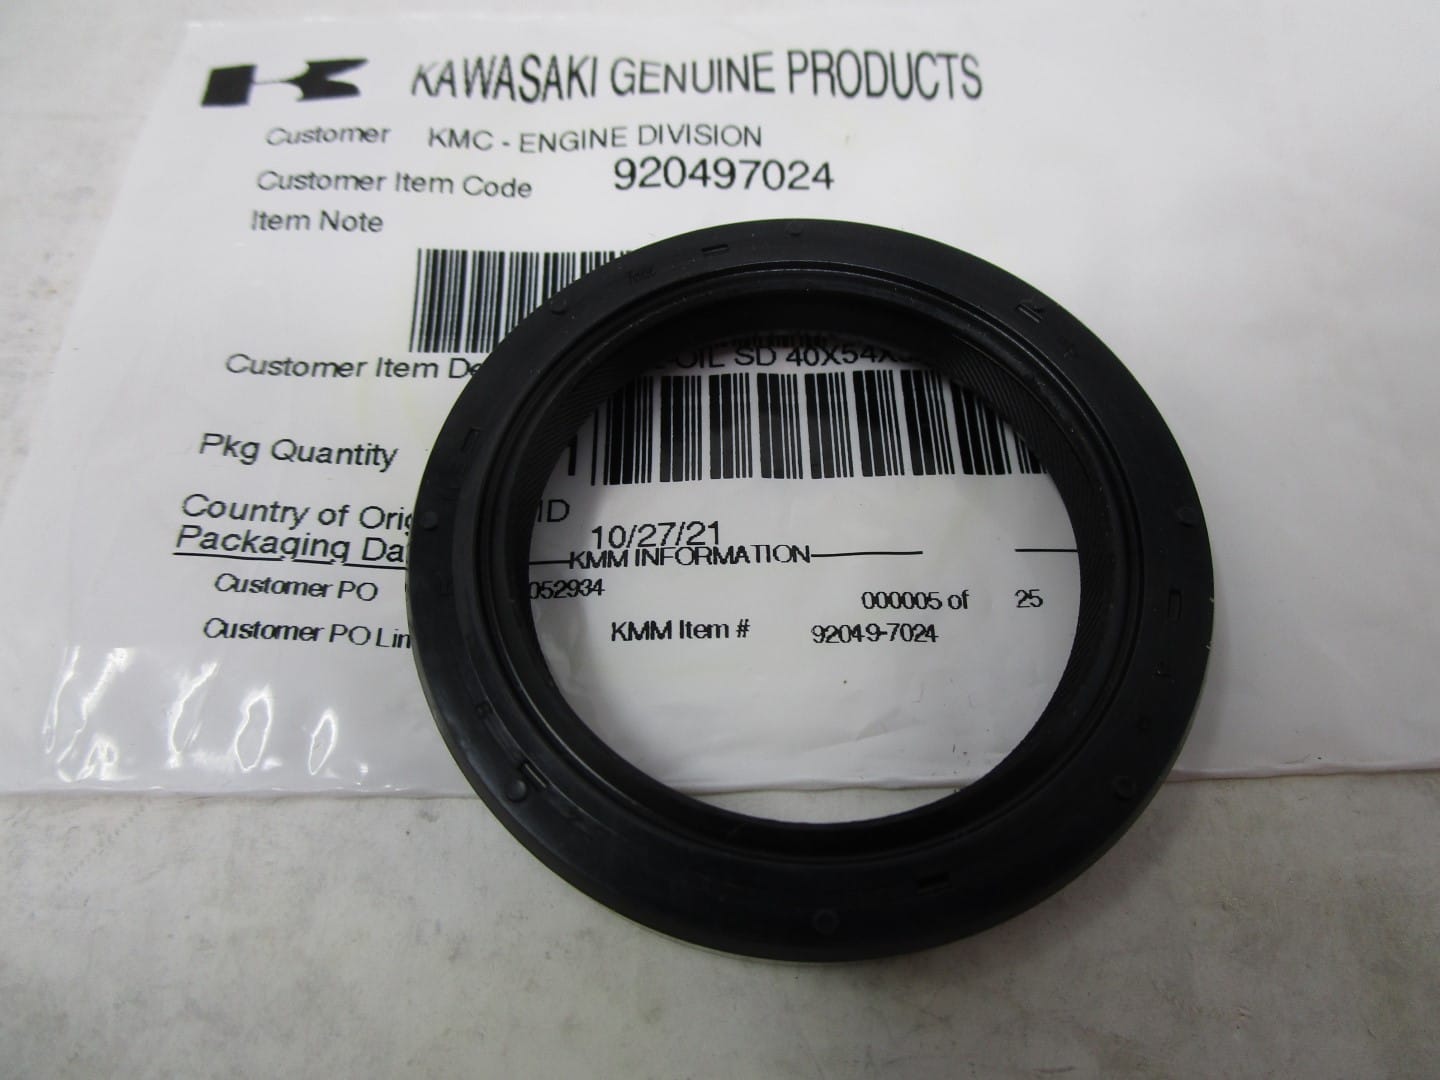 KAWASAKI GENUINE PRODUCTS
Customer KMC - ENGINE DIVISION
Customer Item Code 920497024
Item Note
Customer Item De OIL SD 40X54X
Pkg Quantity 1
Country of Orig
Packaging Da 10/27/21
KMM INFORMATION
Customer PO 052934 000005 of 25
Customer PO Lin KMM Item # 92049-7024